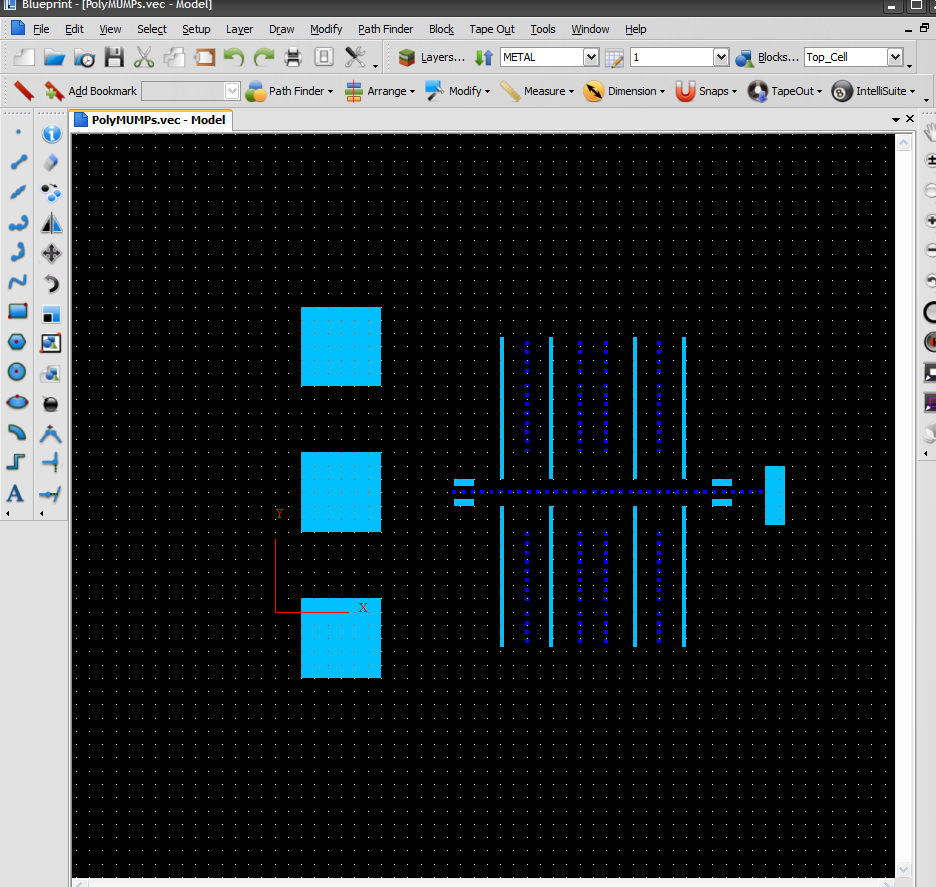 Blueprint - [PolyMUMPs.vec - Model]
File Edit View Select Setup Layer Draw Modify Path Finder Block Tape Out Tools Window Help
Layers... METAL 1 Blocks... Top_Cell
Add Bookmark Path Finder Arrange Modify Measure Dimension Snaps TapeOut IntelliSuite
PolyMUMPs.vec - Model
A
y
x